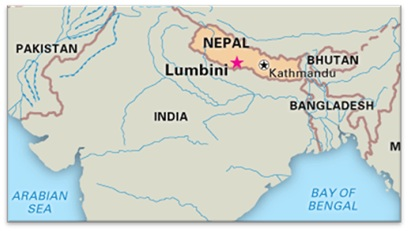 PAKISTAN
NEPAL
Lumbini
Kathmandu
BHUTAN
BANGLADESH
INDIA
M
ARABIAN
SEA
BAY OF
BENGAL